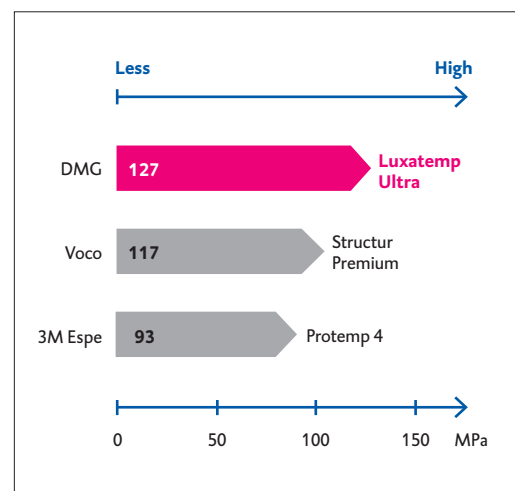 Less High
DMG 127 Luxatemp
Ultra
Voco 117 Structur
Premium
3M Espe 93 Protemp 4
0 50 100 150 MPa